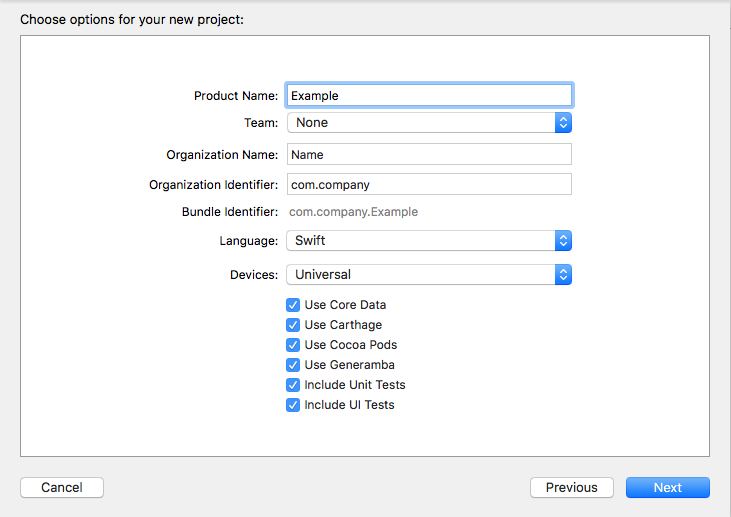 Choose options for your new project:
Product Name: Example
Team: None
Organization Name: Name
Organization Identifier: com.company
Bundle Identifier: com.company.Example
Language: Swift
Devices: Universal
Use Core Data
Use Carthage
Use Cocoa Pods
Use Generamba
Include Unit Tests
Include UI Tests
Cancel Previous Next